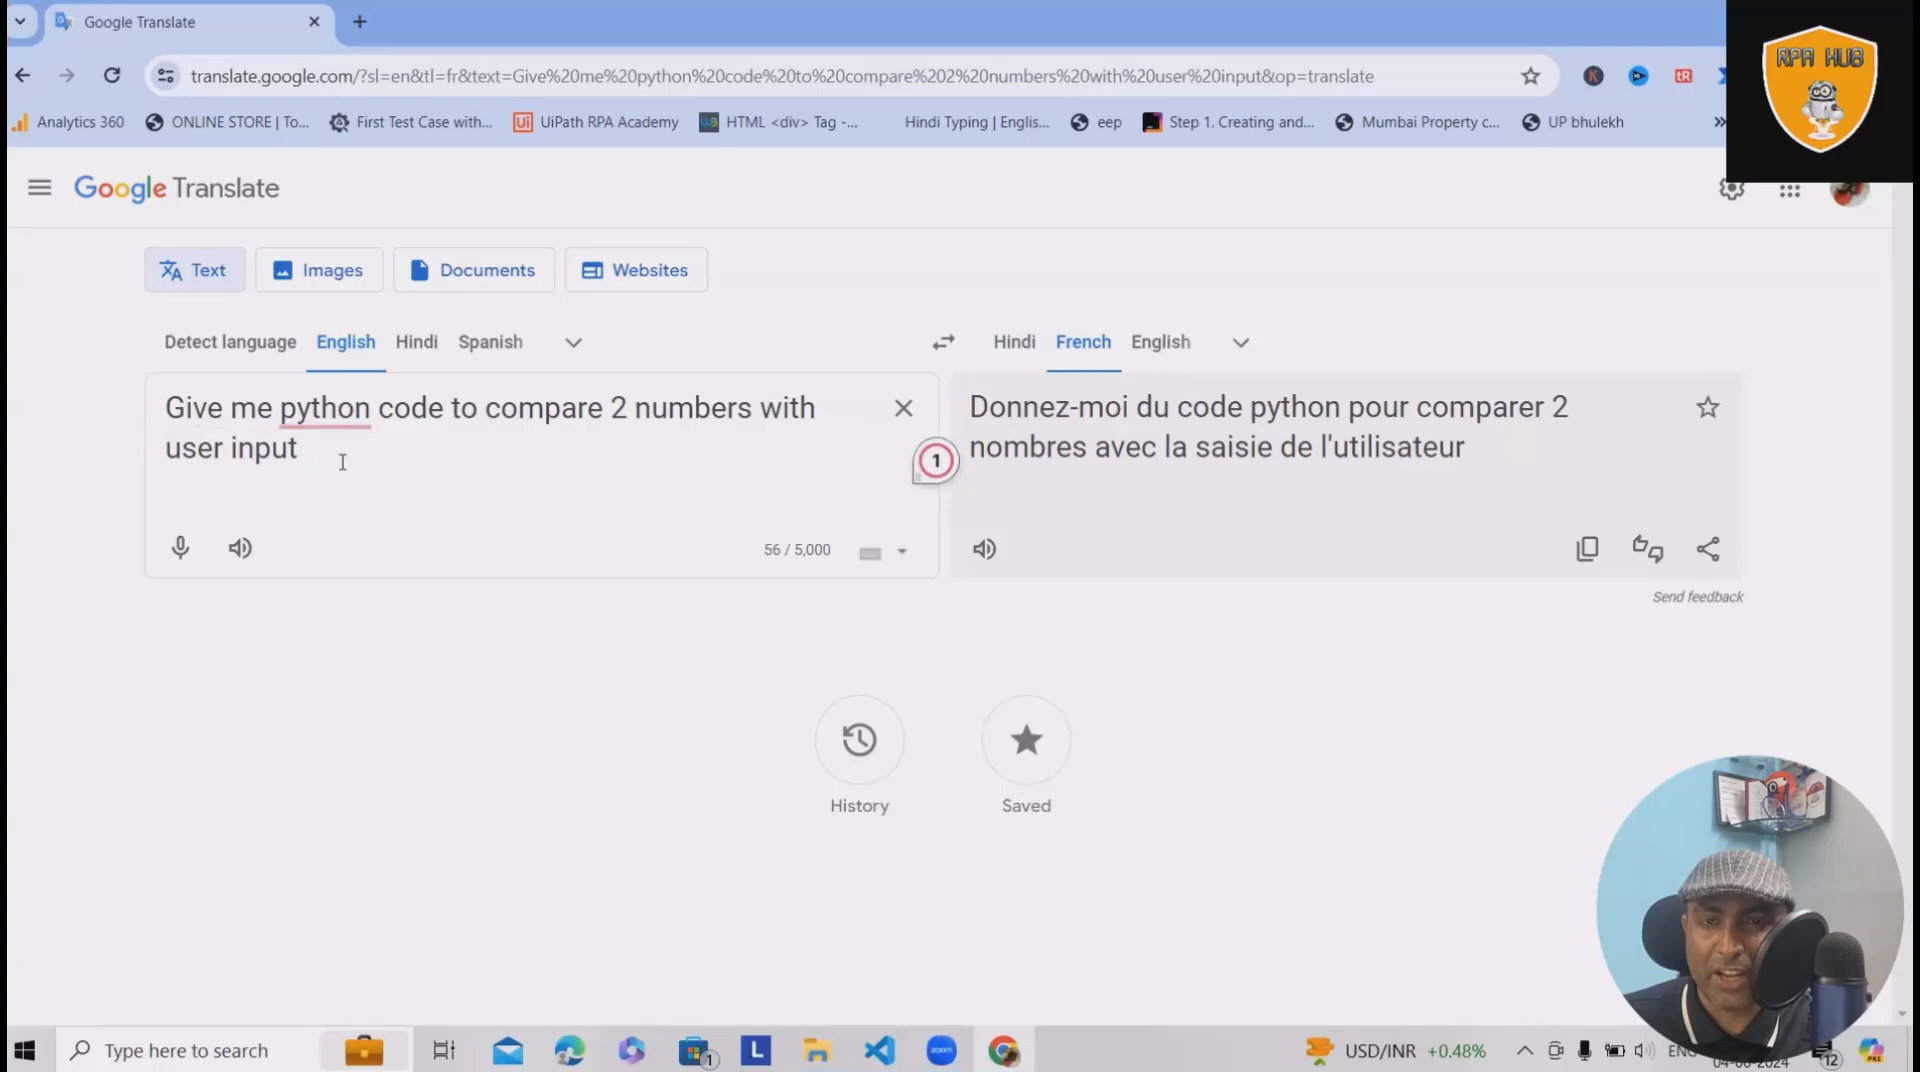 Google Translate
translate.google.com/?sl=en&tl=fr&text=Give%20me%20python%20code%20to%20compare%202%20numbers%20with%20user%20input&op=translate
Analytics 360
ONLINE STORE | To...
First Test Case with...
UiPath RPA Academy
HTML <div> Tag -...
Hindi Typing | Englis...
eep
Step 1. Creating and...
Mumbai Property c...
UP bhulekh
RPA HUB
Google Translate
Text
Images
Documents
Websites
Detect language
English
Hindi
Spanish
Hindi
French
English
Give me python code to compare 2 numbers with
user input
1
Donnez-moi du code python pour comparer 2
nombres avec la saisie de l'utilisateur
56 / 5,000
Send feedback
History
Saved
Type here to search
1
L
zoom
USD/INR +0.48%
12
PRE